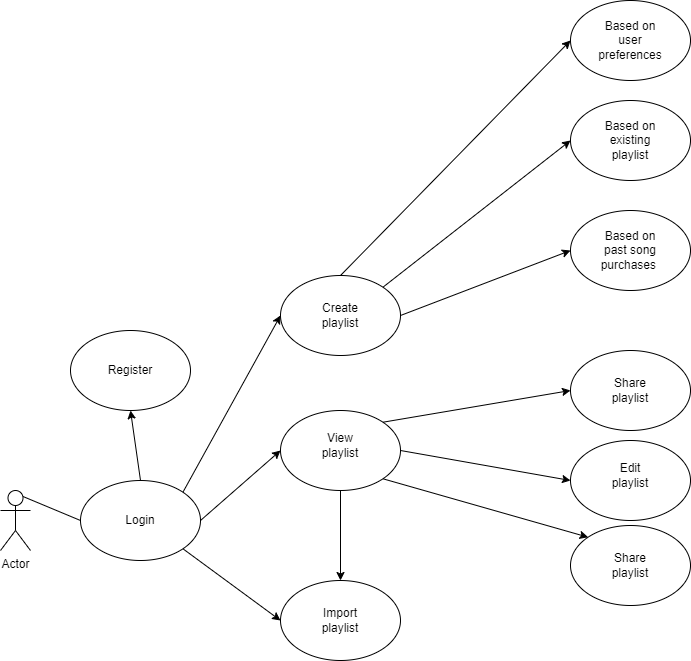 Based on
user
preferences
Based on
existing
playlist
Based on
past song
purchases
Create
playlist
Register
Share
playlist
View
playlist
Edit
playlist
Login
Actor
Share
playlist
Import
playlist